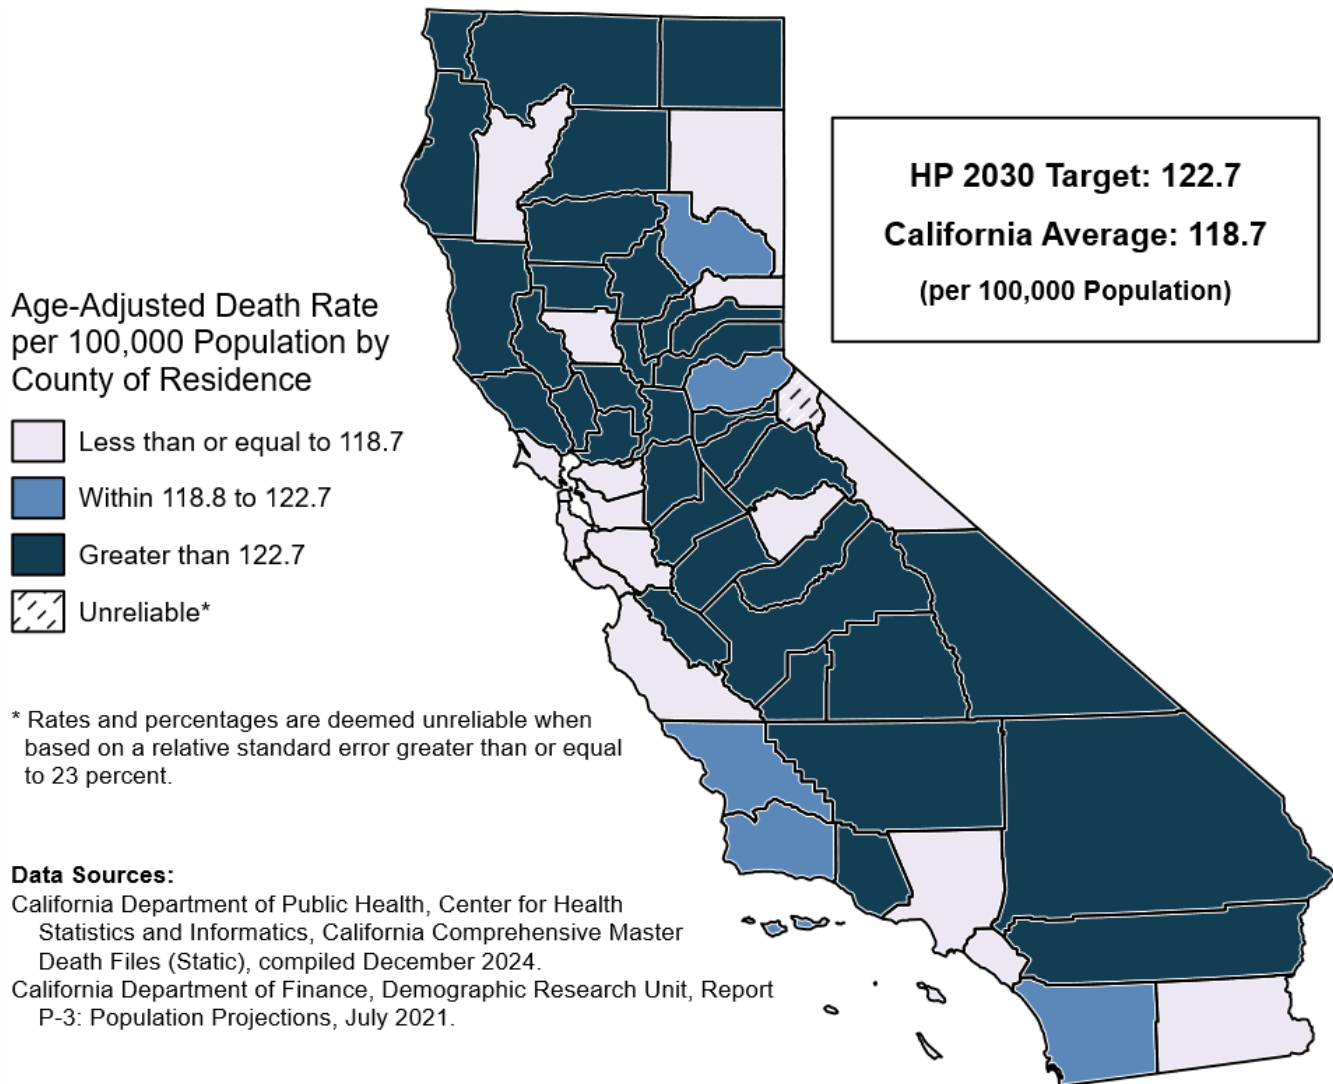 HP 2030 Target: 122.7
California Average: 118.7
(per 100,000 Population)
Age-Adjusted Death Rate
per 100,000 Population by
County of Residence
Less than or equal to 118.7
Within 118.8 to 122.7
Greater than 122.7
Unreliable*
* Rates and percentages are deemed unreliable when
based on a relative standard error greater than or equal
to 23 percent.
Data Sources:
California Department of Public Health, Center for Health
Statistics and Informatics, California Comprehensive Master
Death Files (Static), compiled December 2024.
California Department of Finance, Demographic Research Unit, Report
P-3: Population Projections, July 2021.